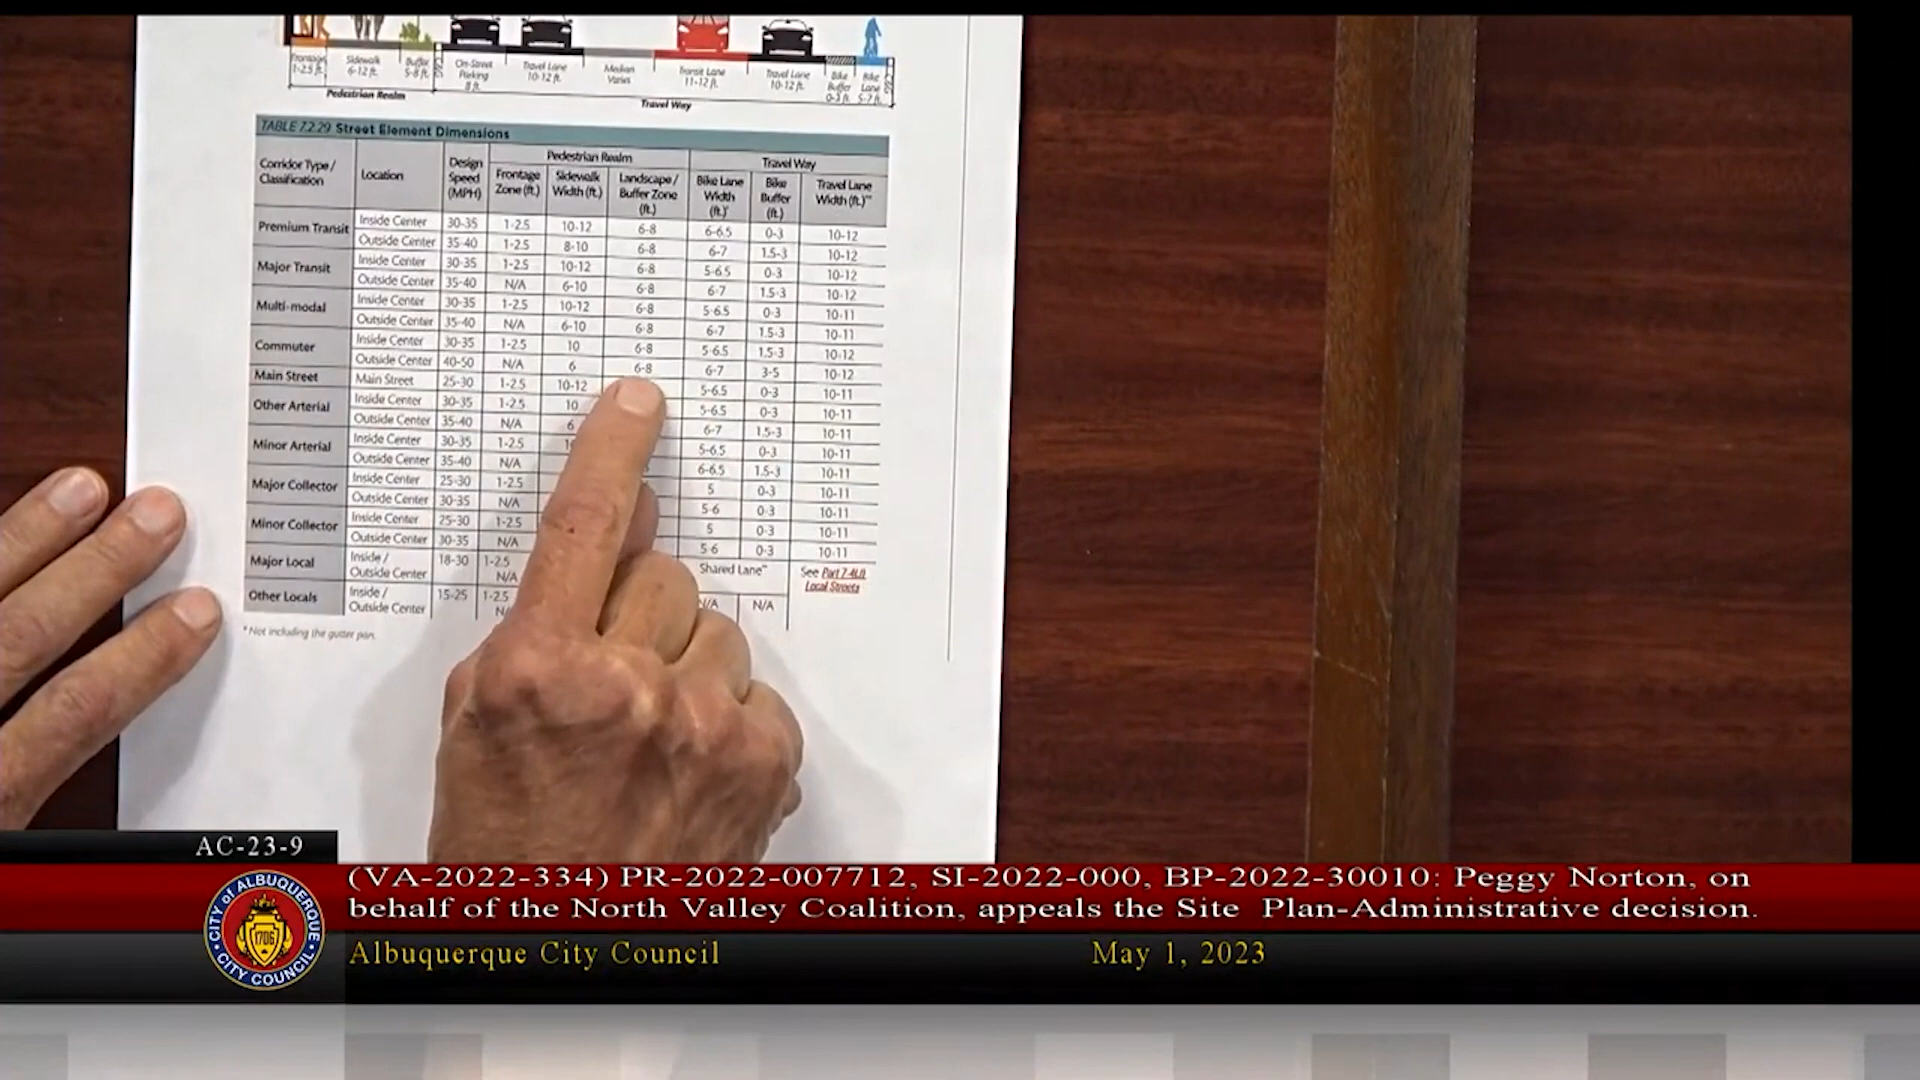 Frontage Sidewalk Buffer C&G On-Street Travel Lane Median Transit Lane Travel Lane Bike Bike C&G
1-2.5 ft. 6-12 ft. 5-8 ft. Parking 10-12 ft. Varies 11-12 ft. 10-12 ft. Buffer Lane
8 ft. 0-3 ft. 5-7 ft.
Pedestrian Realm Travel Way
TABLE 7.2.29 Street Element Dimensions
Pedestrian Realm Travel Way
Corridor Type / Classification Location Design Speed (MPH) Frontage Zone (ft.) Sidewalk Width (ft.) Landscape / Buffer Zone (ft.) Bike Lane Width (ft.)* Bike Buffer (ft.) Travel Lane Width (ft.)**
Premium Transit Inside Center 30-35 1-2.5 10-12 6-8 6-6.5 0-3 10-12
Outside Center 35-40 1-2.5 8-10 6-8 6-7 1.5-3 10-12
Major Transit Inside Center 30-35 1-2.5 10-12 6-8 5-6.5 0-3 10-12
Outside Center 35-40 N/A 6-10 6-8 6-7 1.5-3 10-12
Multi-modal Inside Center 30-35 1-2.5 10-12 6-8 5-6.5 0-3 10-11
Outside Center 35-40 N/A 6-10 6-8 6-7 1.5-3 10-11
Commuter Inside Center 30-35 1-2.5 10 6-8 5-6.5 1.5-3 10-12
Outside Center 40-50 N/A 6 6-8 6-7 3-5 10-12
Main Street Main Street 25-30 1-2.5 10-12 5-6.5 0-3 10-11
Other Arterial Inside Center 30-35 1-2.5 10 5-6.5 0-3 10-11
Outside Center 35-40 N/A 6 6-7 1.5-3 10-11
Minor Arterial Inside Center 30-35 1-2.5 5-6.5 0-3 10-11
Outside Center 35-40 N/A 6-6.5 1.5-3 10-11
Major Collector Inside Center 25-30 1-2.5 5 0-3 10-11
Outside Center 30-35 N/A 5-6 0-3 10-11
Minor Collector Inside Center 25-30 1-2.5 5 0-3 10-11
Outside Center 30-35 N/A 5-6 0-3 10-11
Major Local Inside / Outside Center 18-30 1-2.5 N/A Shared Lane** See Part 7-4(J) Local Streets
Other Locals Inside / Outside Center 15-25 1-2.5 N/A N/A
* Not including the gutter pan.
AC-23-9
(VA-2022-334) PR-2022-007712, SI-2022-000, BP-2022-30010: Peggy Norton, on
behalf of the North Valley Coalition, appeals the Site Plan-Administrative decision.
Albuquerque City Council May 1, 2023
CITY of ALBUQUERQUE
1706
CITY COUNCIL